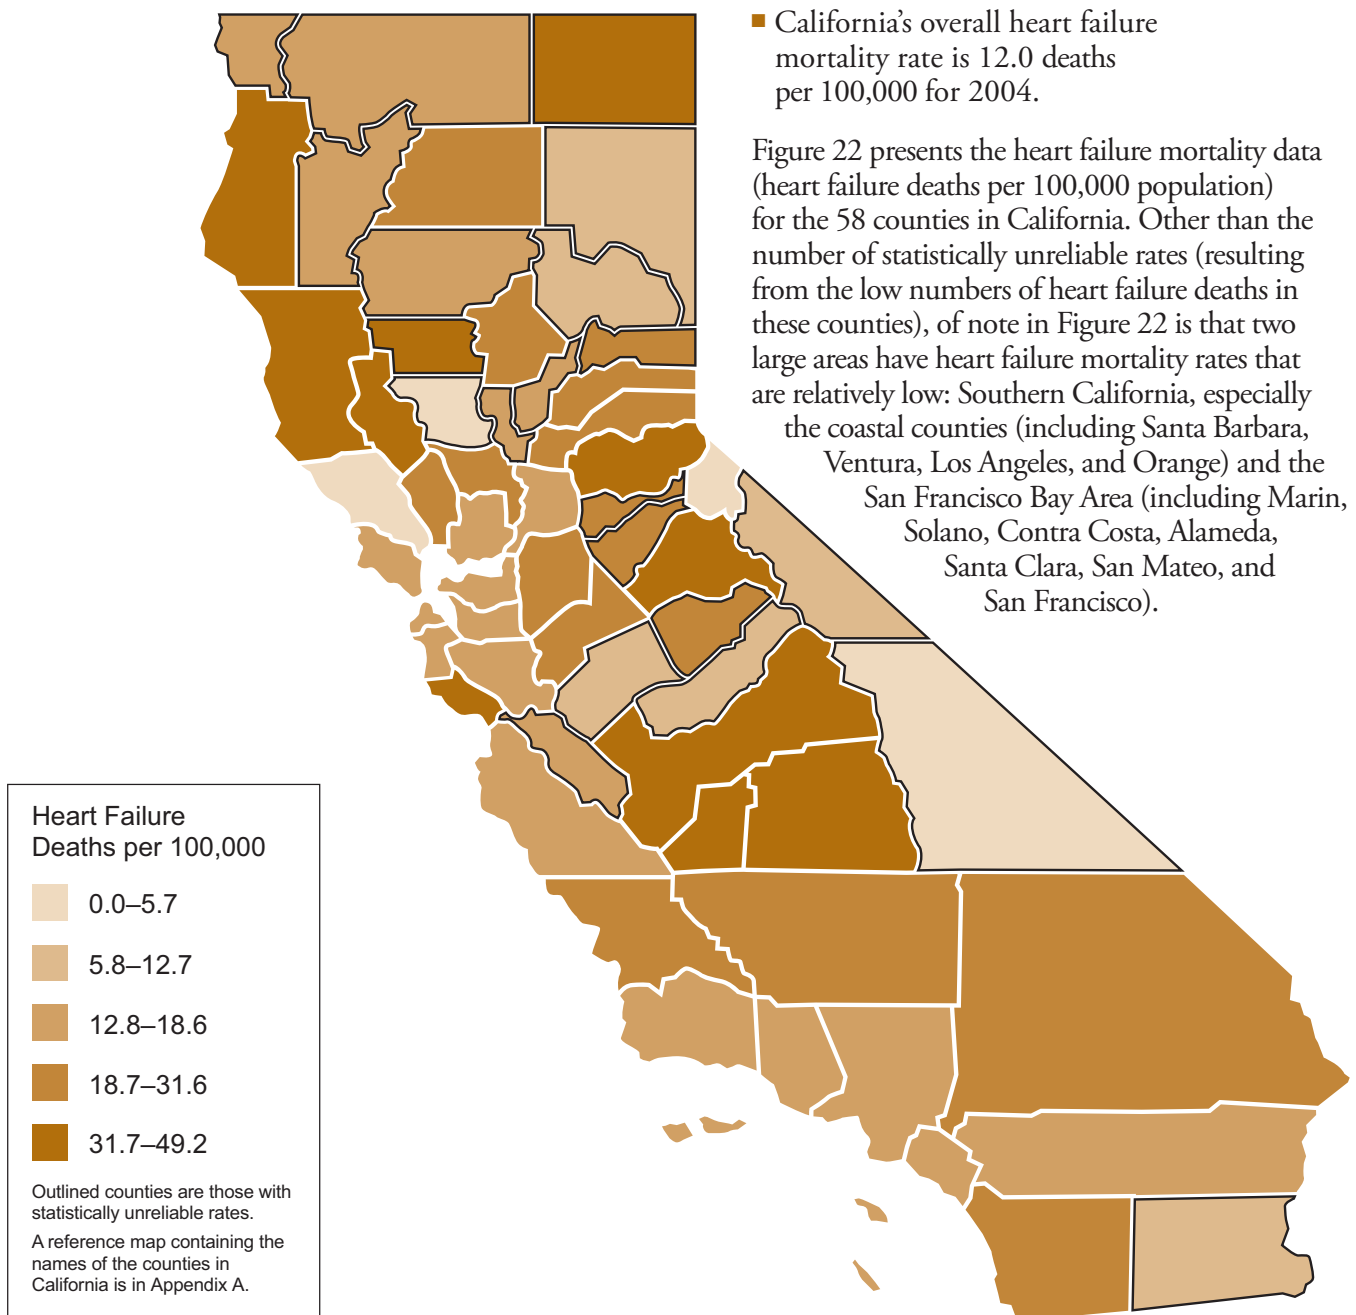 ■ California’s overall heart failure
mortality rate is 12.0 deaths
per 100,000 for 2004.
Figure 22 presents the heart failure mortality data
(heart failure deaths per 100,000 population)
for the 58 counties in California. Other than the
number of statistically unreliable rates (resulting
from the low numbers of heart failure deaths in
these counties), of note in Figure 22 is that two
large areas have heart failure mortality rates that
are relatively low: Southern California, especially
the coastal counties (including Santa Barbara,
Ventura, Los Angeles, and Orange) and the
San Francisco Bay Area (including Marin,
Solano, Contra Costa, Alameda,
Santa Clara, San Mateo, and
San Francisco).
Heart Failure
Deaths per 100,000
0.0–5.7
5.8–12.7
12.8–18.6
18.7–31.6
31.7–49.2
Outlined counties are those with
statistically unreliable rates.
A reference map containing the
names of the counties in
California is in Appendix A.